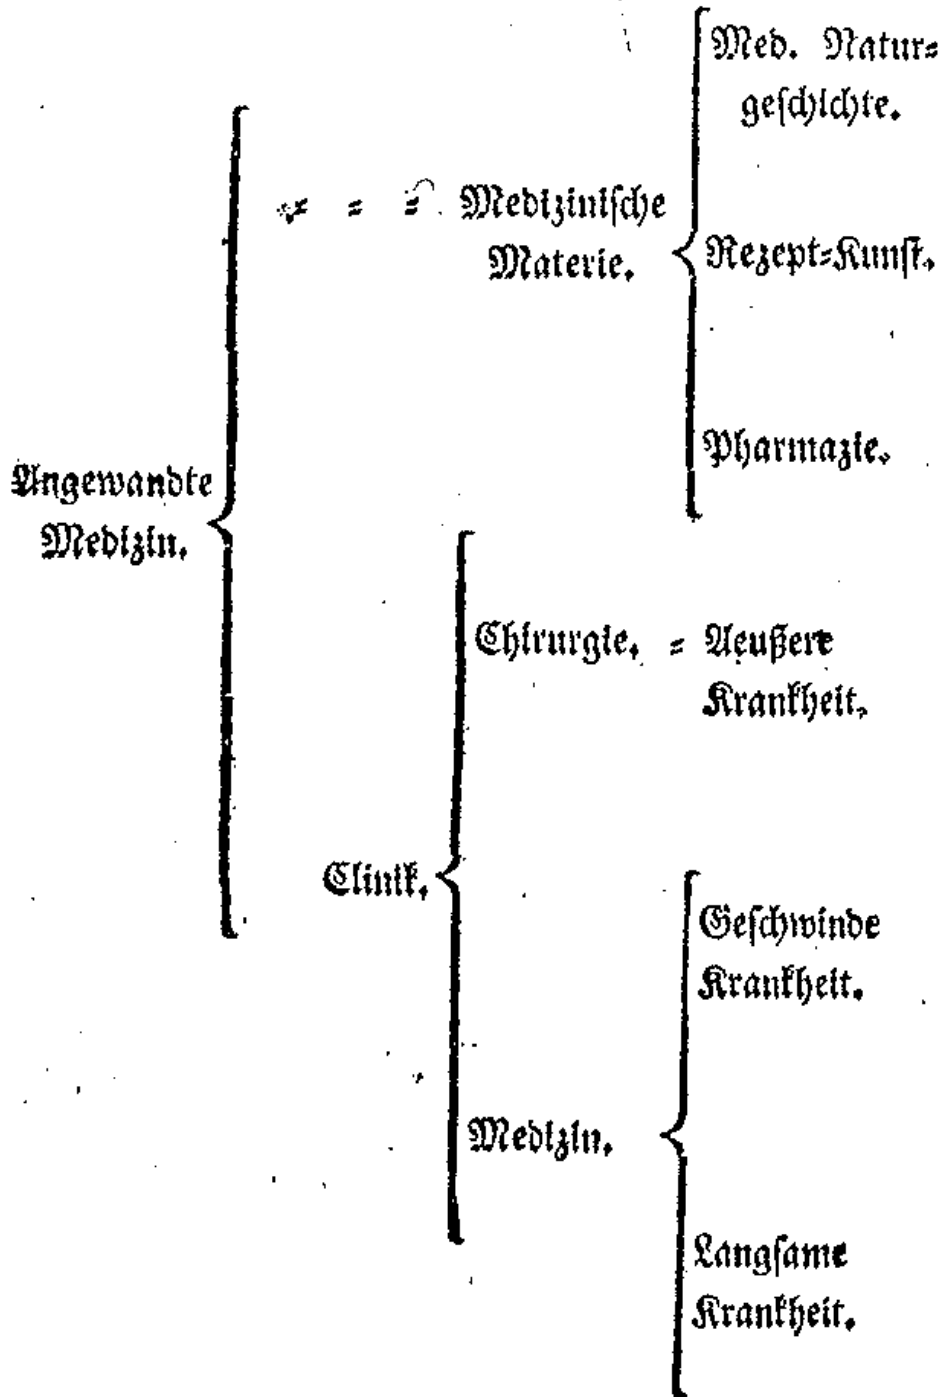 Angewandte
Medizin.
= = = Medizinische
Materie.
Med. Natur=
geschichte.
Rezept=Kunst.
Pharmazie.
Clinik.
Chirurgie. = Aeußere
Krankheit.
Medizin.
Geschwinde
Krankheit.
Langsame
Krankheit.